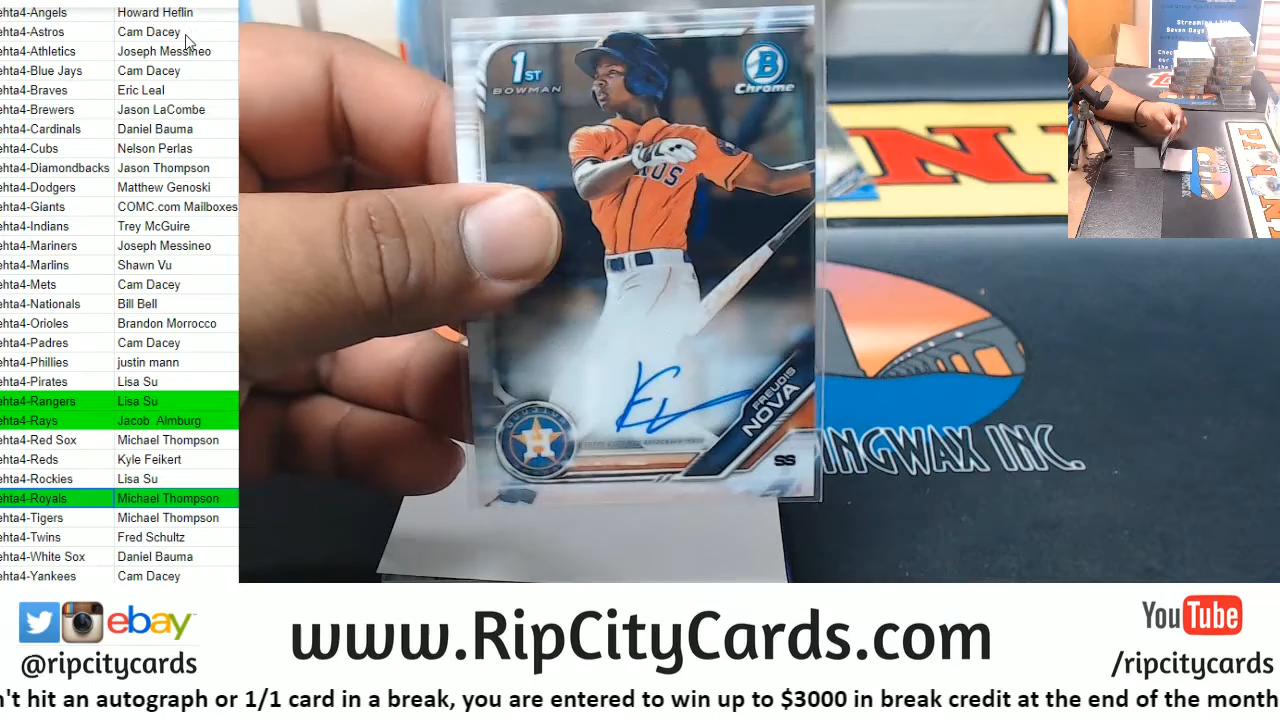 ehta4-Angels Howard Heflin
ehta4-Astros Cam Dacey
ehta4-Athletics Joseph Messineo
ehta4-Blue Jays Cam Dacey
ehta4-Braves Eric Leal
ehta4-Brewers Jason LaCombe
ehta4-Cardinals Daniel Bauma
ehta4-Cubs Nelson Perlas
ehta4-Diamondbacks Jason Thompson
ehta4-Dodgers Matthew Genoski
ehta4-Giants COMC.com Mailboxes
ehta4-Indians Trey McGuire
ehta4-Mariners Joseph Messineo
ehta4-Marlins Shawn Vu
ehta4-Mets Cam Dacey
ehta4-Nationals Bill Bell
ehta4-Orioles Brandon Morrocco
ehta4-Padres Cam Dacey
ehta4-Phillies justin mann
ehta4-Pirates Lisa Su
ehta4-Rangers Lisa Su
ehta4-Rays Jacob Almburg
ehta4-Red Sox Michael Thompson
ehta4-Reds Kyle Feikert
ehta4-Rockies Lisa Su
ehta4-Royals Michael Thompson
ehta4-Tigers Michael Thompson
ehta4-Twins Fred Schultz
ehta4-White Sox Daniel Bauma
ehta4-Yankees Cam Dacey
1ST
BOWMAN
B
Chrome
FREUDIS
NOVA
SS
HOUSTON
H
INGWAX INC.
Streaming LIVE
Seven Days
ebay
@ripcitycards
www.RipCityCards.com
YouTube
/ripcitycards
n't hit an autograph or 1/1 card in a break, you are entered to win up to $3000 in break credit at the end of the month